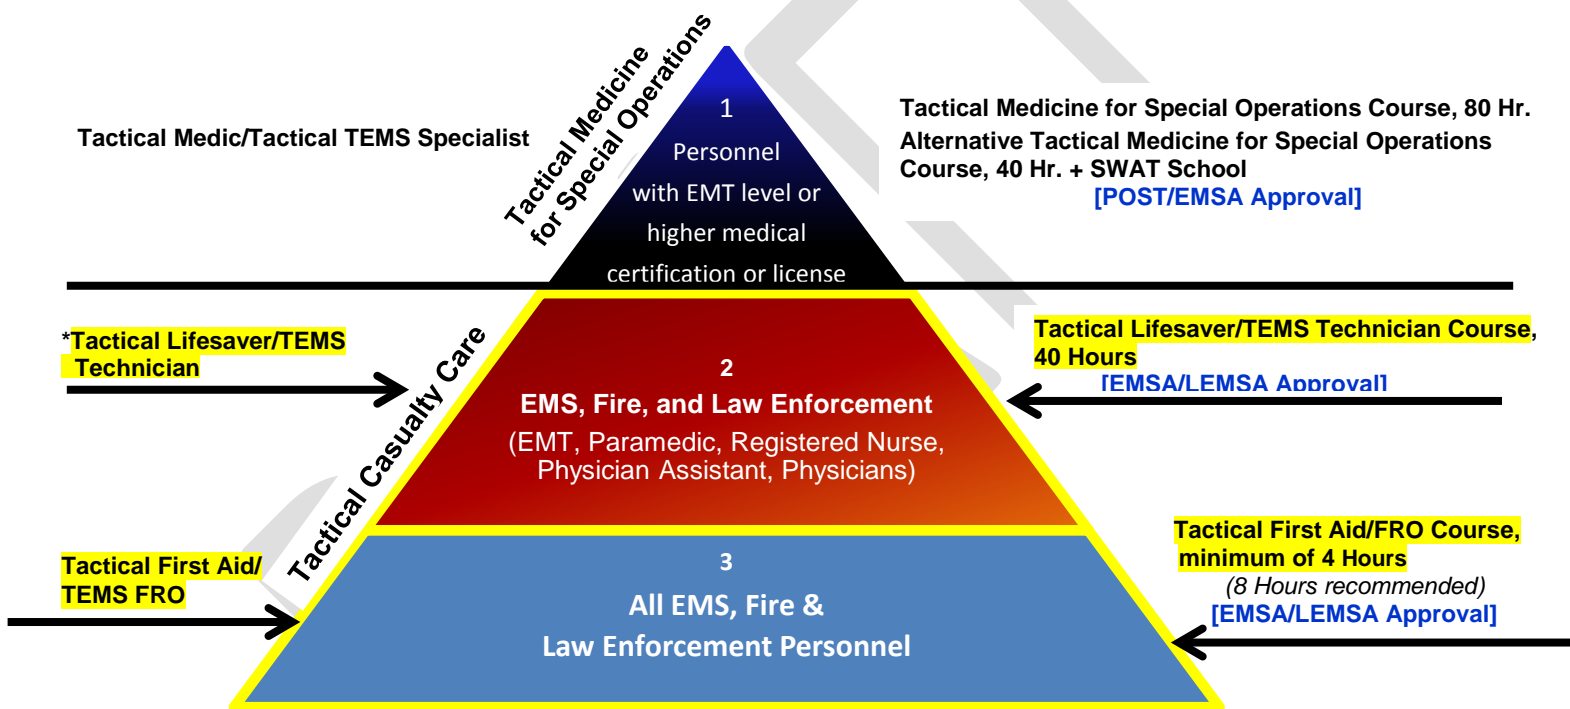 Tactical Medicine
for Special Operations
1
Personnel
with EMT level or
higher medical
certification or license
Tactical Medic/Tactical TEMS Specialist
Tactical Medicine for Special Operations Course, 80 Hr.
Alternative Tactical Medicine for Special Operations
Course, 40 Hr. + SWAT School
[POST/EMSA Approval]
*Tactical Lifesaver/TEMS
Technician
Tactical Casualty Care
2
EMS, Fire, and Law Enforcement
(EMT, Paramedic, Registered Nurse,
Physician Assistant, Physicians)
Tactical Lifesaver/TEMS Technician Course,
40 Hours
[EMSA/LEMSA Approval]
Tactical First Aid/
TEMS FRO
3
All EMS, Fire &
Law Enforcement Personnel
Tactical First Aid/FRO Course,
minimum of 4 Hours
(8 Hours recommended)
[EMSA/LEMSA Approval]